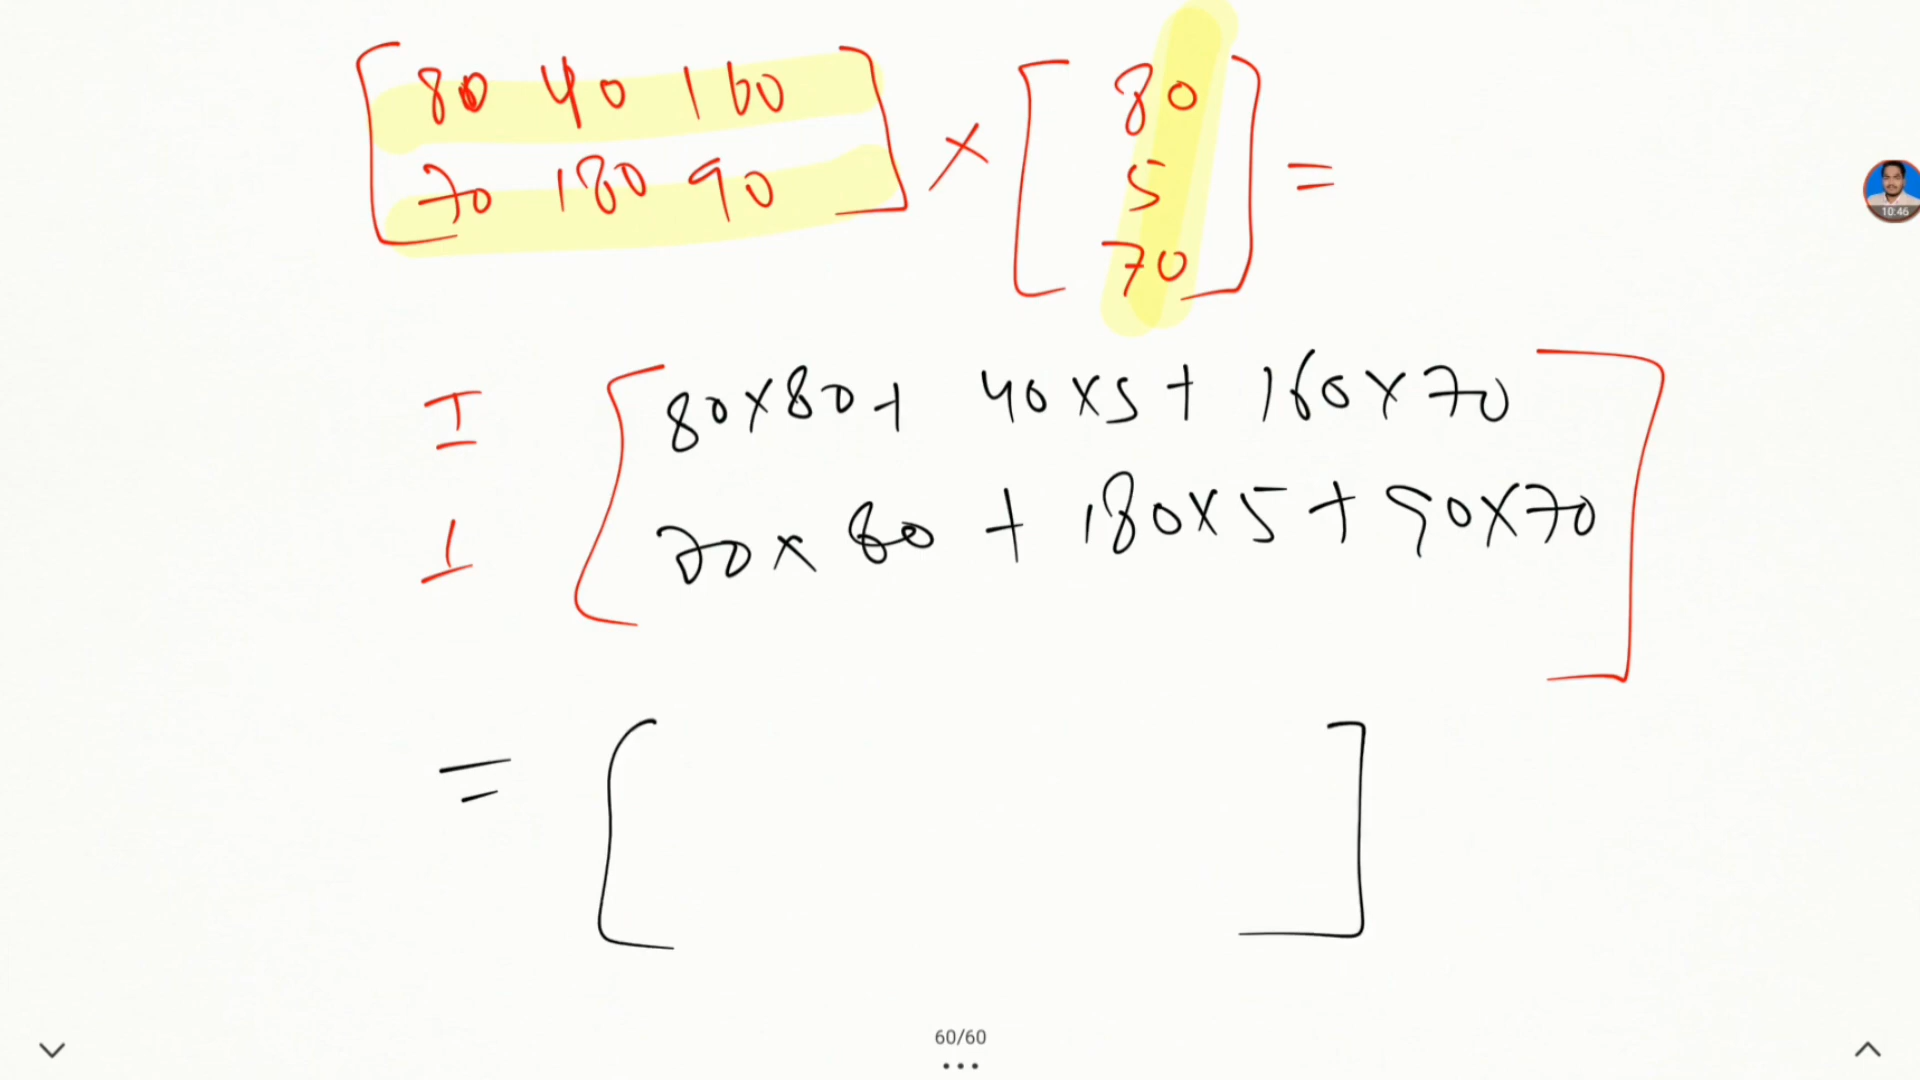 [ 80 40 160
70 180 90 ] × [ 80
5
70 ] =
I [ 80×80+ 40×5+ 160×70
I 70×80 + 180×5+90×70 ]
= [ ]
10:46
60/60